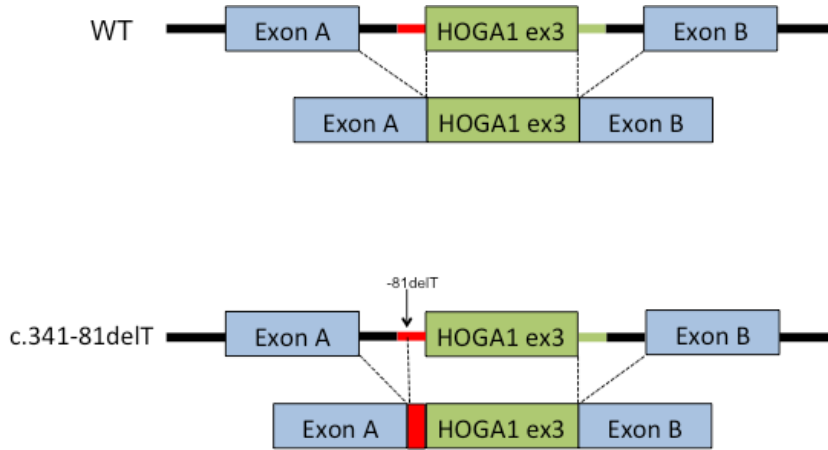 WT Exon A HOGA1 ex3 Exon B
Exon A HOGA1 ex3 Exon B
-81delT
c.341-81delT Exon A HOGA1 ex3 Exon B
Exon A HOGA1 ex3 Exon B